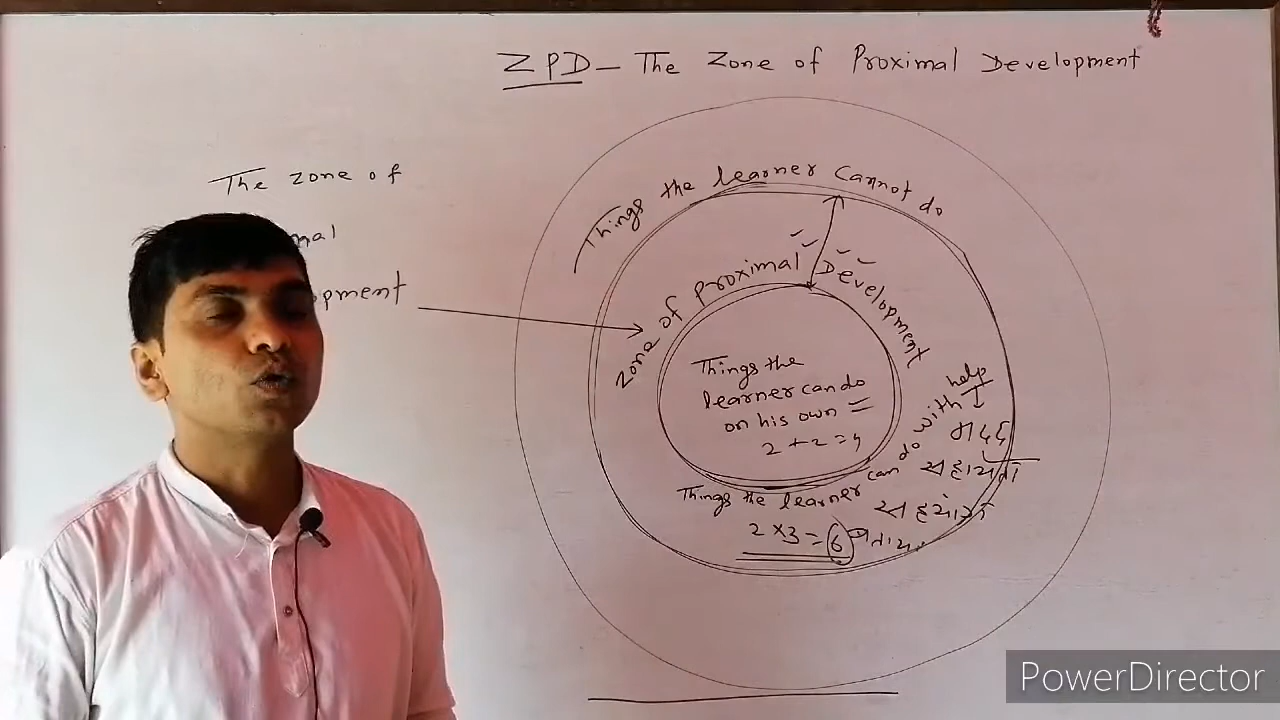 ZPD - The Zone of Proximal Development
The zone of
mal
opment
Things the learner cannot do
Zone of Proximal Development
Things the
learner can do
on his own
2 + 2 = 4
Things the learner can do with help
મદદ
સહાયતા
સહયોગ
2 × 3 = 6
PowerDirector